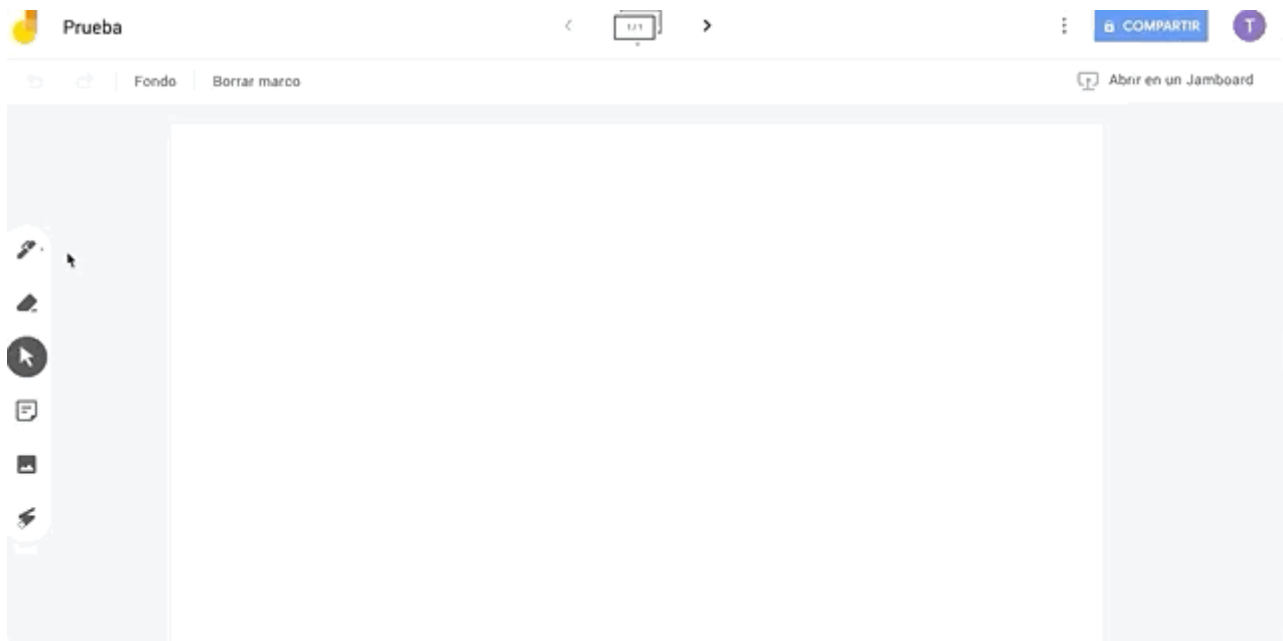 Prueba
1/1
COMPARTIR
T
Fondo
Borrar marco
Abrir en un Jamboard